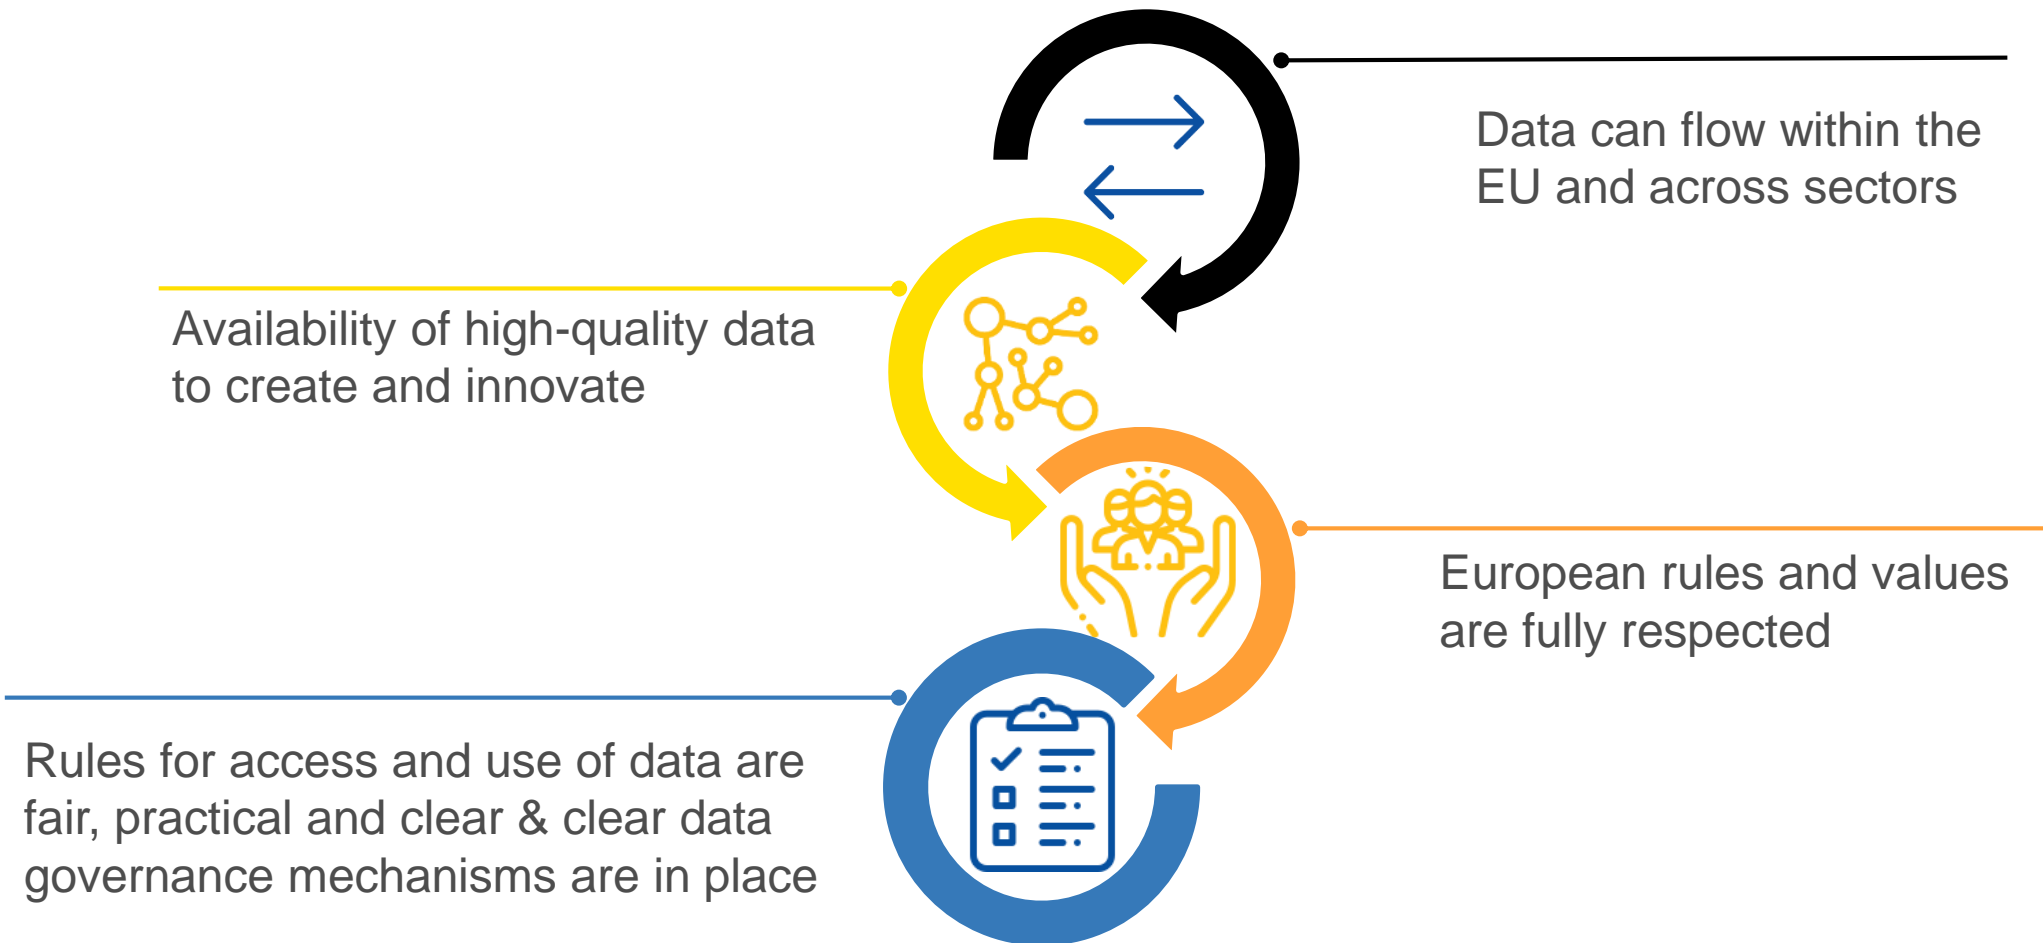 Data can flow within the
EU and across sectors
Availability of high-quality data
to create and innovate
European rules and values
are fully respected
Rules for access and use of data are
fair, practical and clear & clear data
governance mechanisms are in place